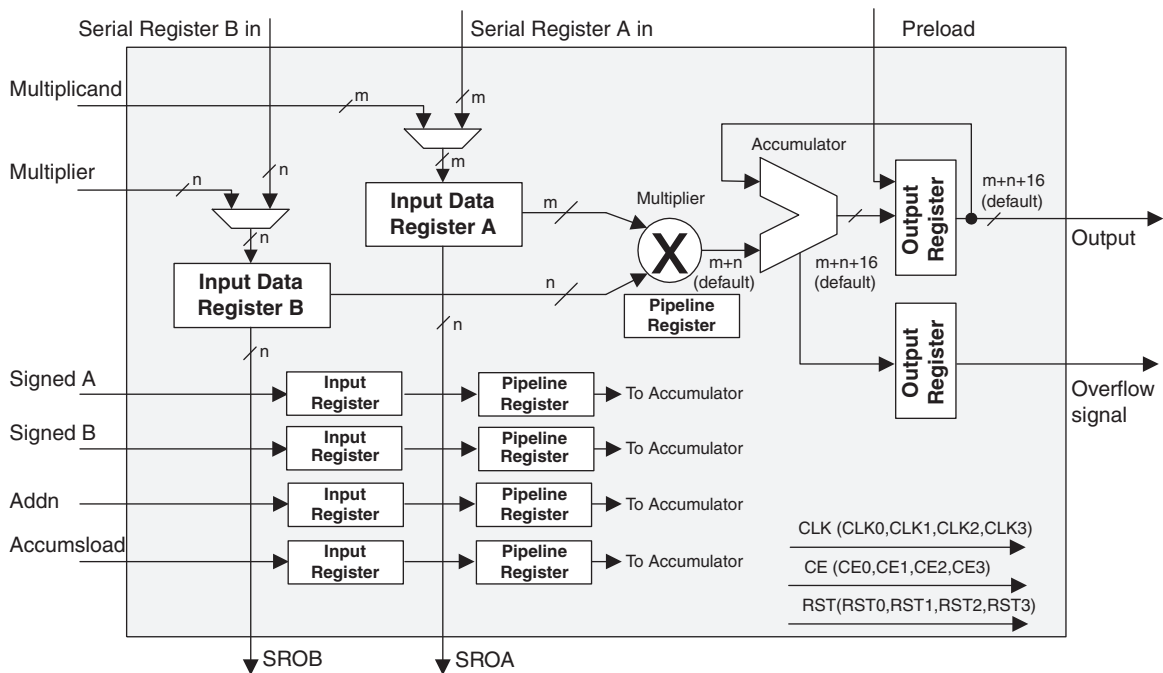 Serial Register B in
Serial Register A in
Preload
Multiplicand
m
m
Multiplier
n
n
m
n
Input Data
Register A
m
Input Data
Register B
n
n
n
Multiplier
X
Pipeline
Register
m+n
(default)
Accumulator
m+n+16
(default)
Output
Register
m+n+16
(default)
Output
Output
Register
Overflow
signal
Signed A
Input
Register
Pipeline
Register
To Accumulator
Signed B
Input
Register
Pipeline
Register
To Accumulator
Addn
Input
Register
Pipeline
Register
To Accumulator
Accumsload
Input
Register
Pipeline
Register
To Accumulator
CLK (CLK0,CLK1,CLK2,CLK3)
CE (CE0,CE1,CE2,CE3)
RST(RST0,RST1,RST2,RST3)
SROB
SROA